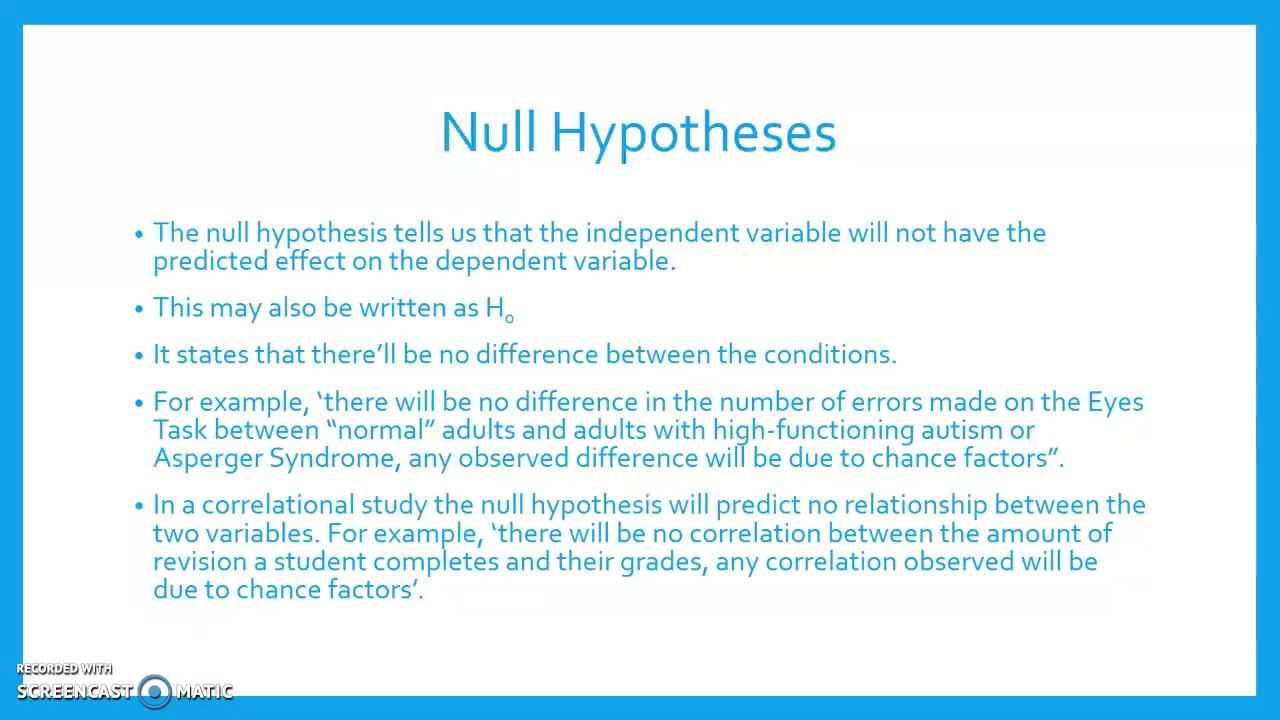 Null Hypotheses
• The null hypothesis tells us that the independent variable will not have the
predicted effect on the dependent variable.
• This may also be written as H₀
• It states that there’ll be no difference between the conditions.
• For example, ‘there will be no difference in the number of errors made on the Eyes
Task between “normal” adults and adults with high-functioning autism or
Asperger Syndrome, any observed difference will be due to chance factors”.
• In a correlational study the null hypothesis will predict no relationship between the
two variables. For example, ‘there will be no correlation between the amount of
revision a student completes and their grades, any correlation observed will be
due to chance factors’.
RECORDED WITH
SCREENCAST MATIC